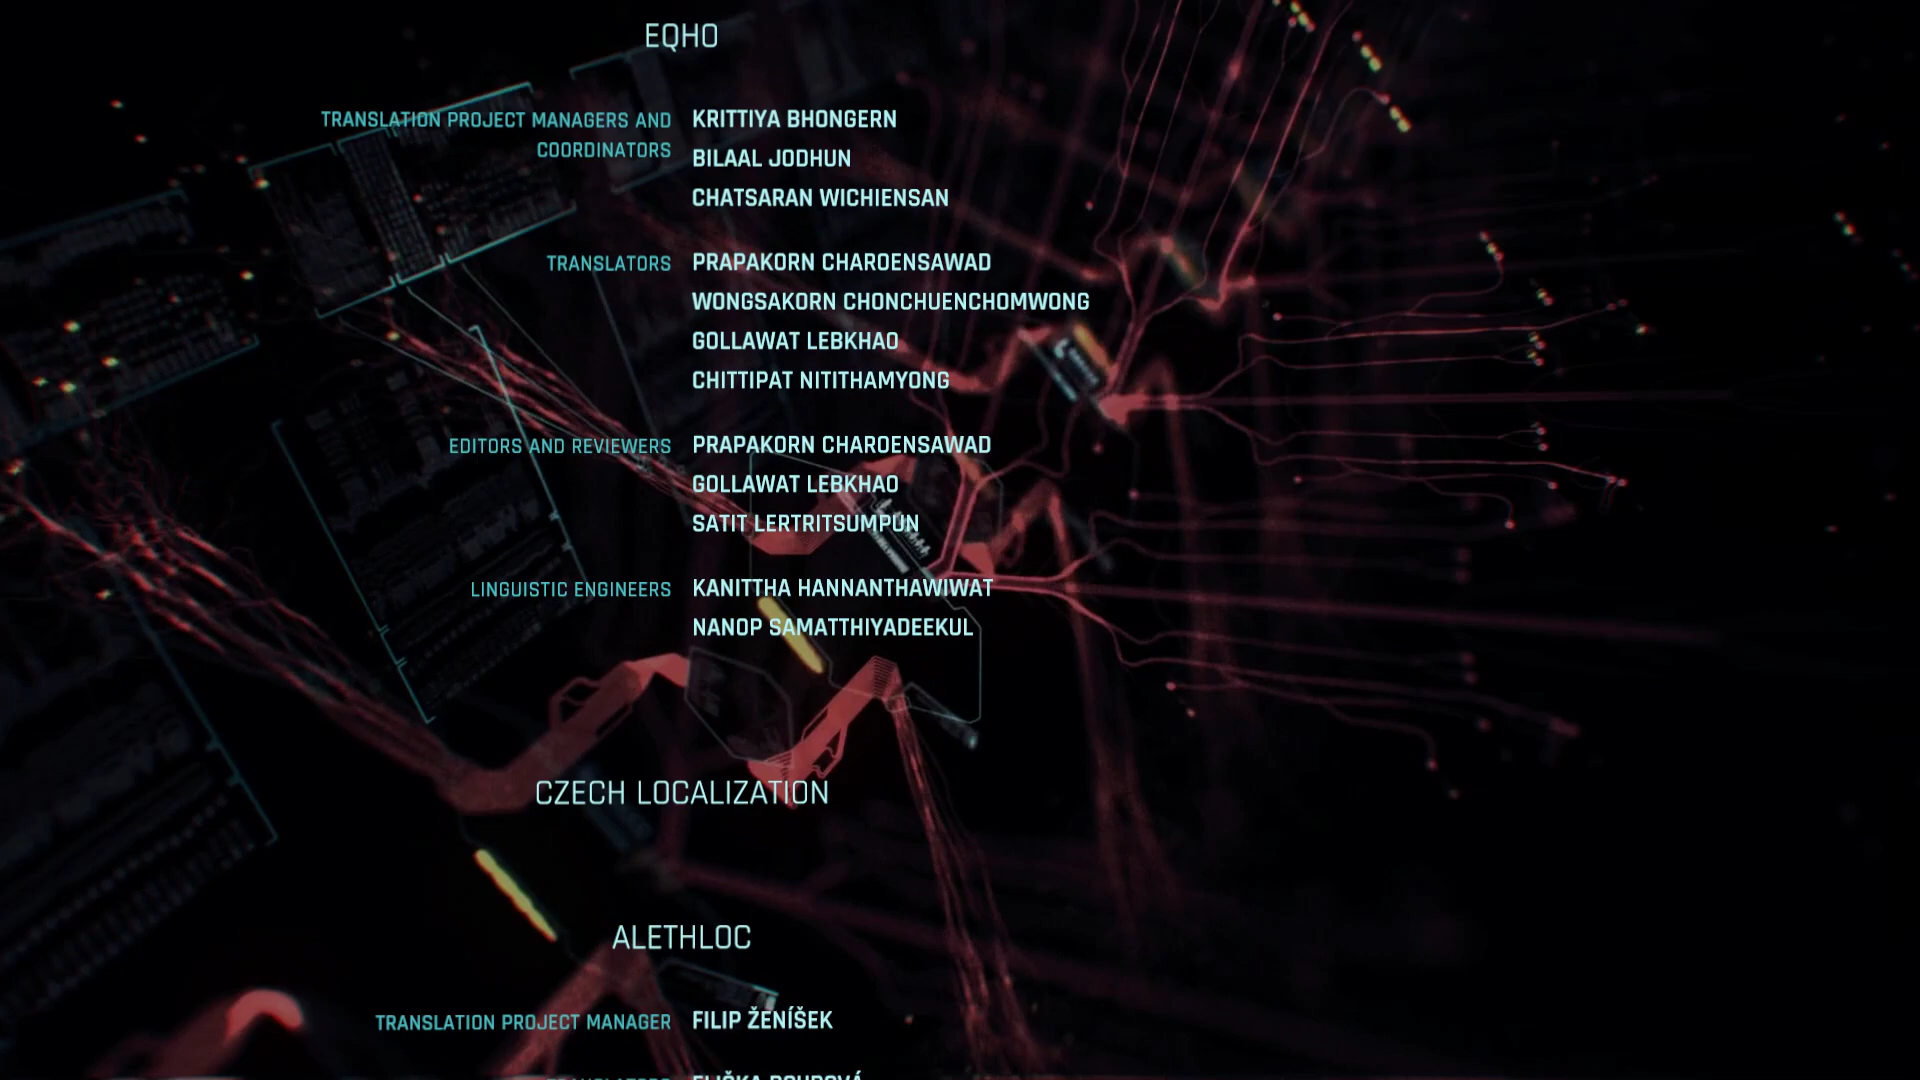 EQHO
TRANSLATION PROJECT MANAGERS AND COORDINATORS
KRITTIYA BHONGERN
BILAAL JODHUN
CHATSARAN WICHIENSAN
TRANSLATORS
PRAPAKORN CHAROENSAWAD
WONGSAKORN CHONCHUENCHOMWONG
GOLLAWAT LEBKHAO
CHITTIPAT NITITHAMYONG
EDITORS AND REVIEWERS
PRAPAKORN CHAROENSAWAD
GOLLAWAT LEBKHAO
SATIT LERTRITSUMPUN
LINGUISTIC ENGINEERS
KANITTHA HANNANTHAWIWAT
NANOP SAMATTHIYADEEKUL
CZECH LOCALIZATION
ALETHLOC
TRANSLATION PROJECT MANAGER
FILIP ŽENÍŠEK